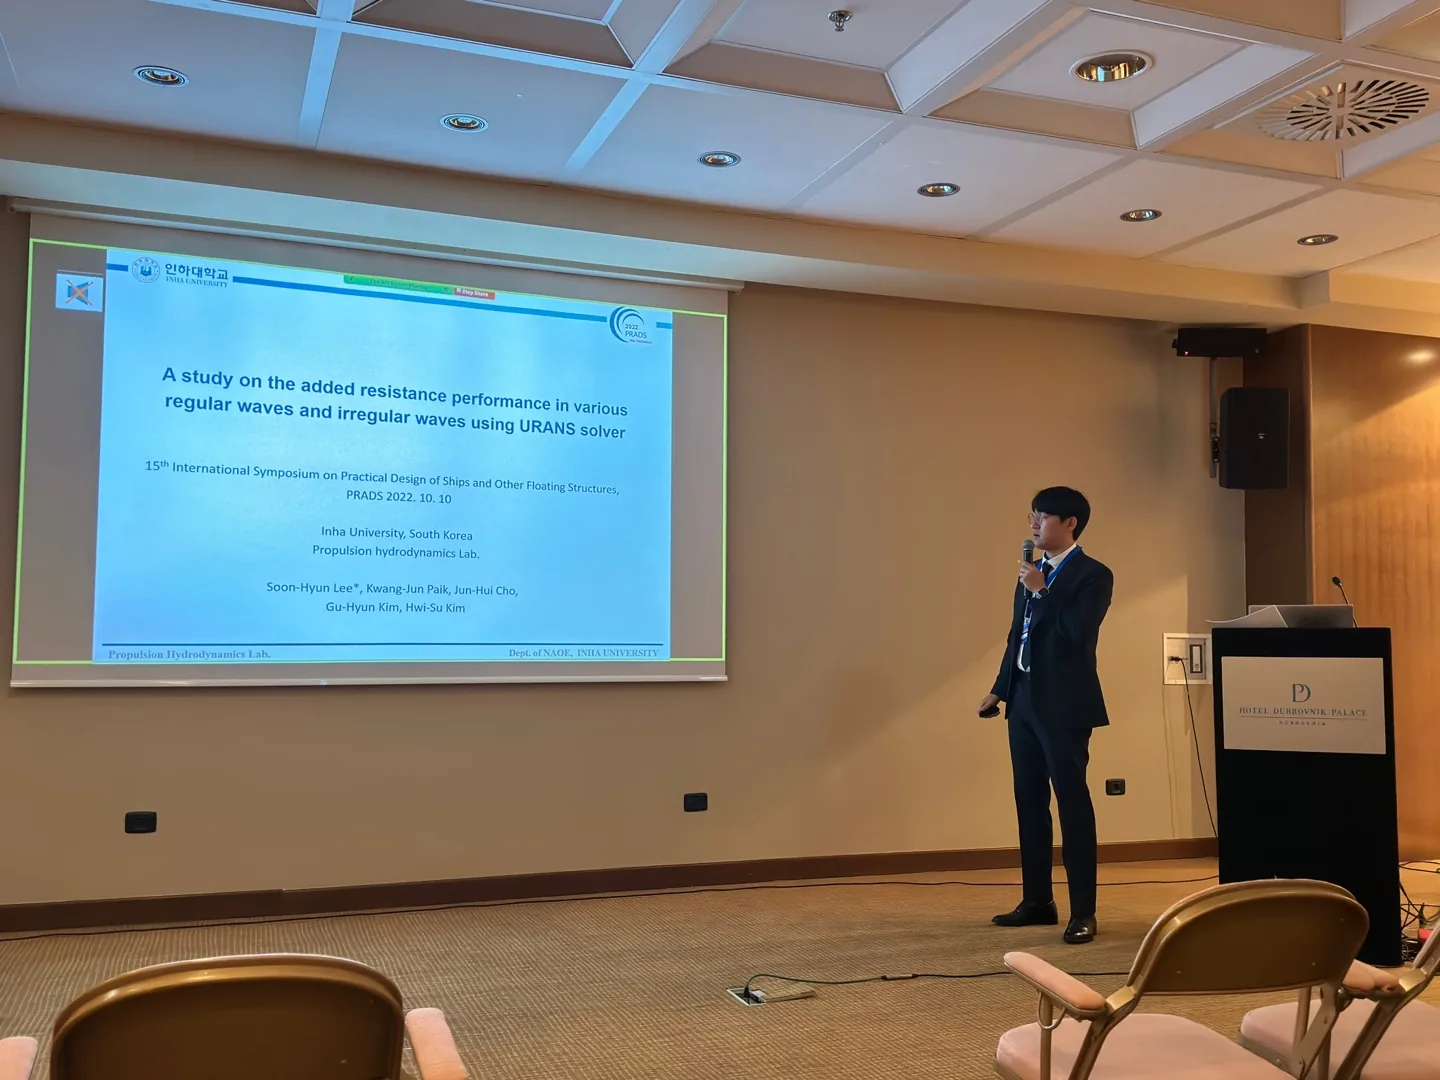 인하대학교
INHA UNIVERSITY
Stop Share
2022
PRADS
A study on the added resistance performance in various
regular waves and irregular waves using URANS solver
15th International Symposium on Practical Design of Ships and Other Floating Structures,
PRADS 2022. 10. 10
Inha University, South Korea
Propulsion hydrodynamics Lab.
Soon-Hyun Lee*, Kwang-Jun Paik, Jun-Hui Cho,
Gu-Hyun Kim, Hwi-Su Kim
Propulsion Hydrodynamics Lab.
Dept. of NAOE, INHA UNIVERSITY
HOTEL DUBROVNIK PALACE